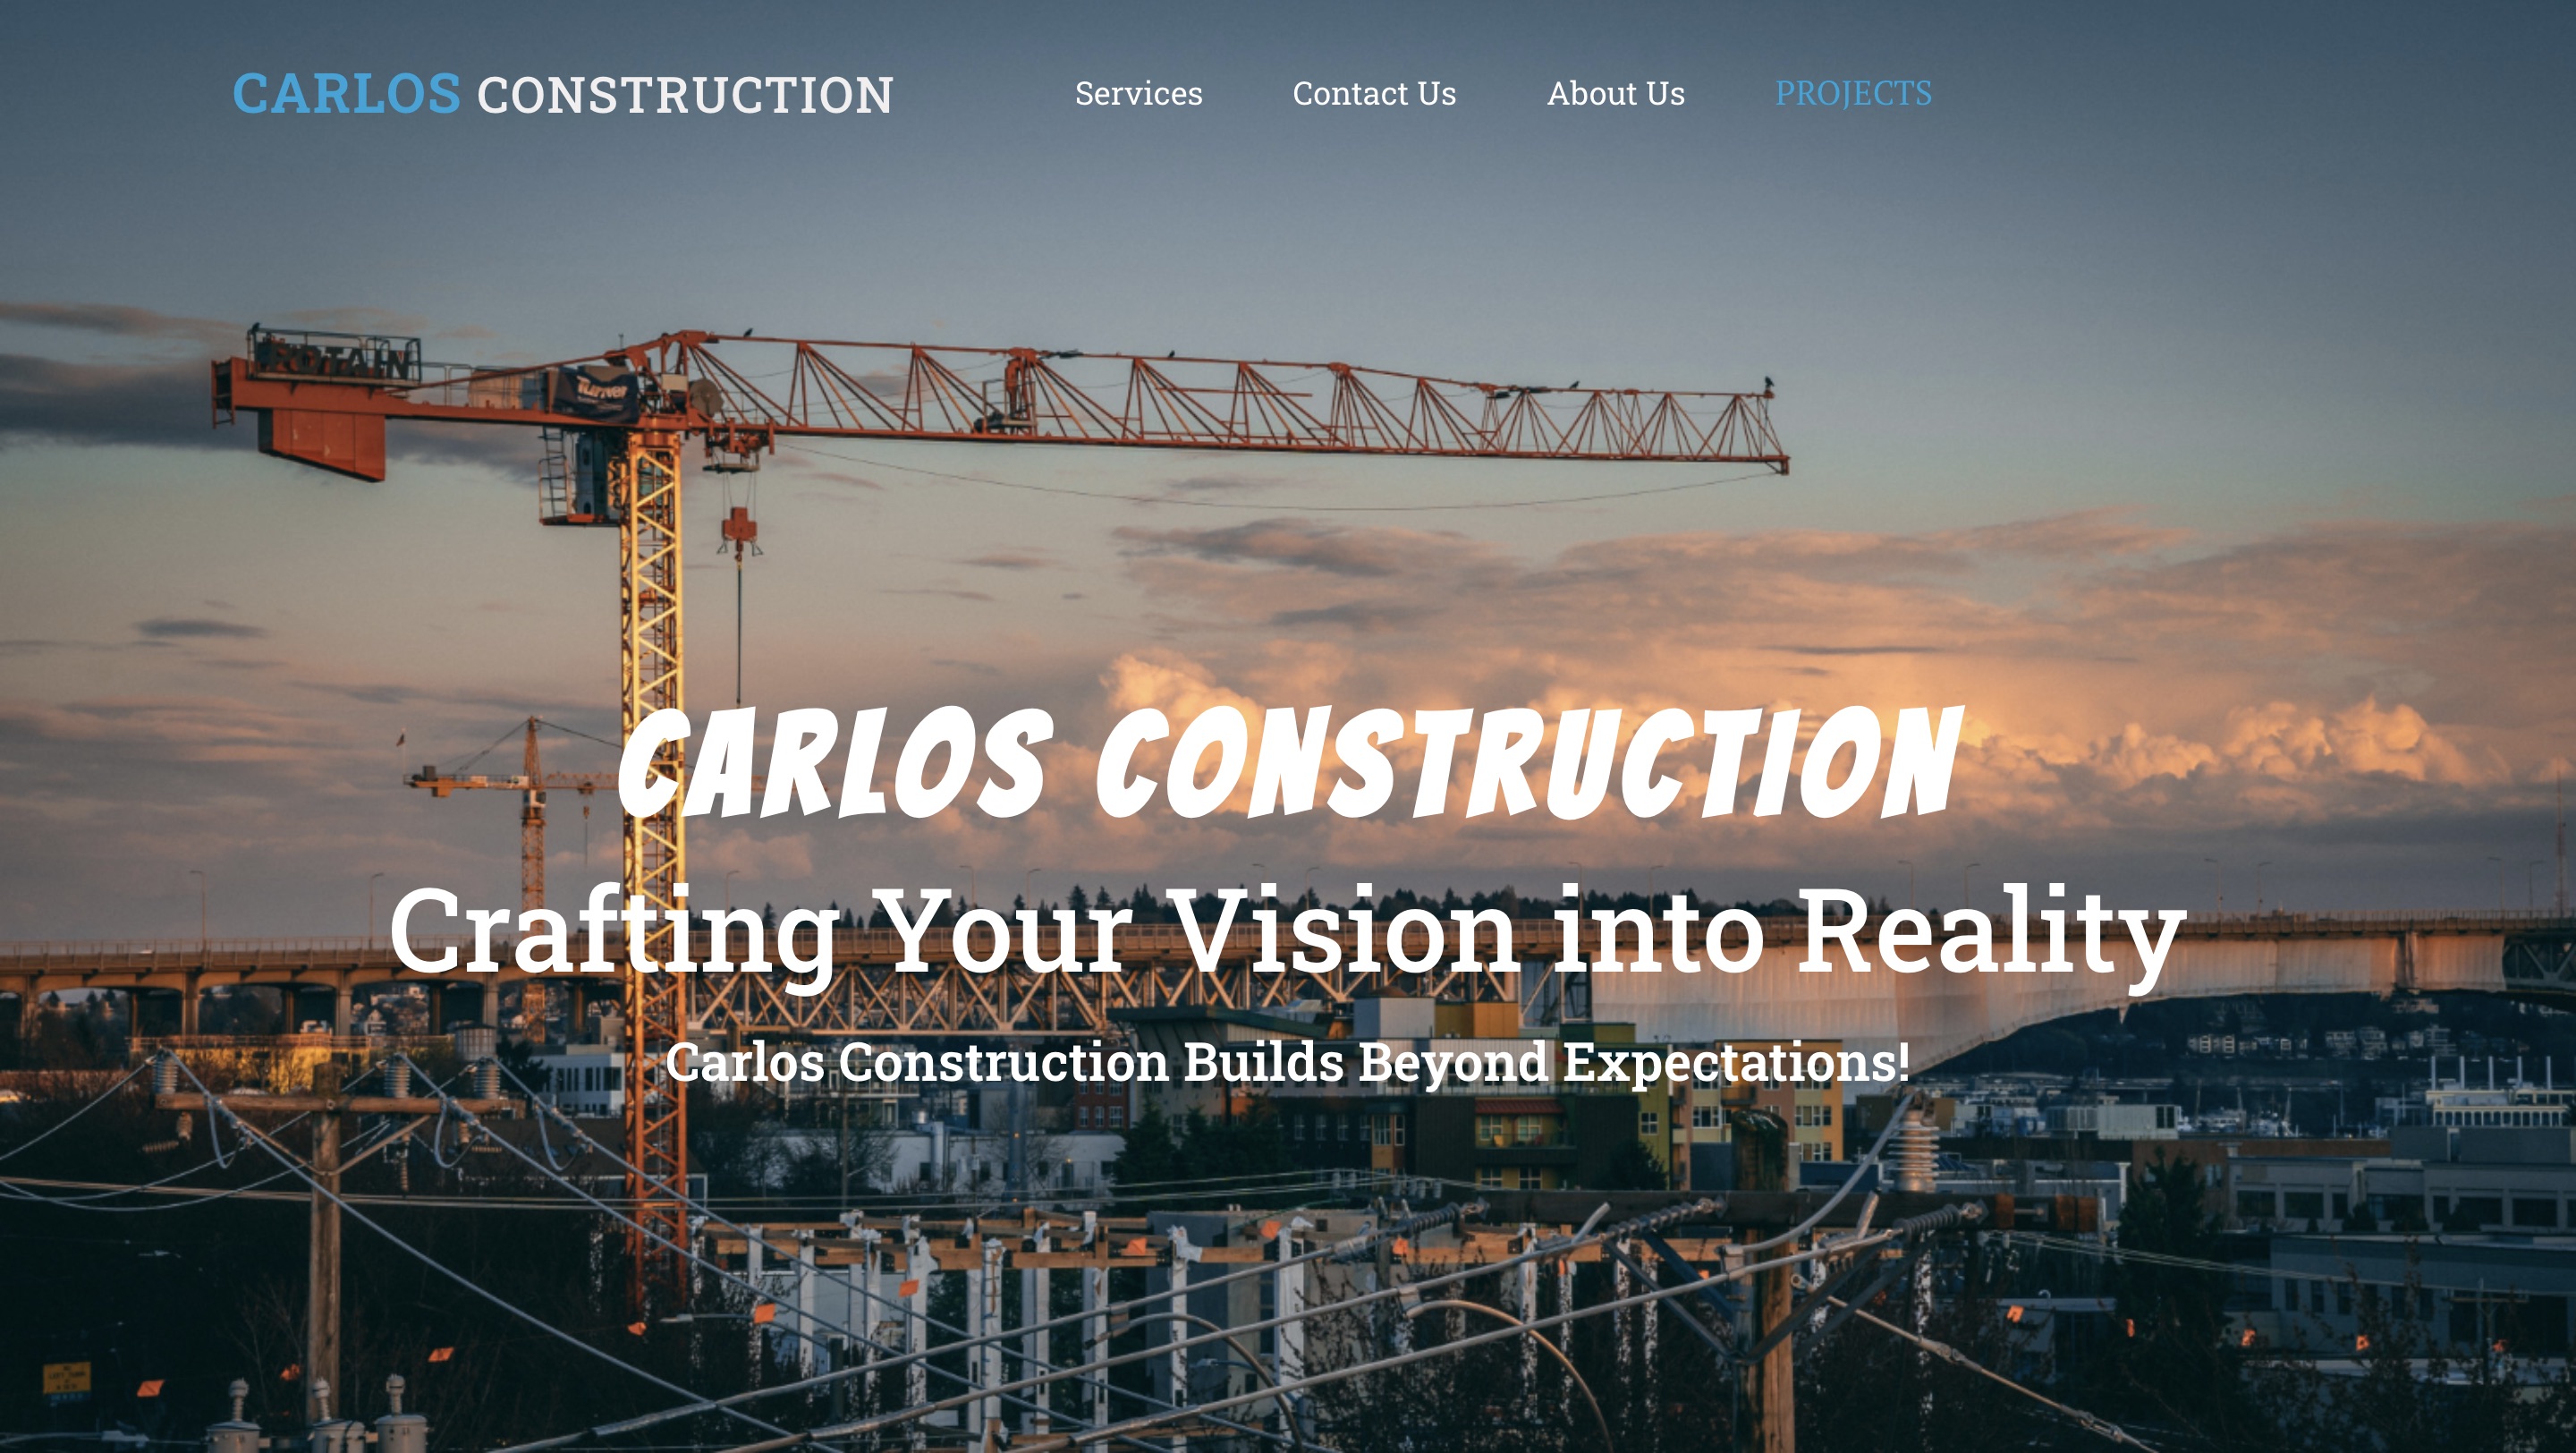 CARLOS CONSTRUCTION
Services
Contact Us
About Us
PROJECTS
POTAIN
Turner
CARLOS CONSTRUCTION
Crafting Your Vision into Reality
Carlos Construction Builds Beyond Expectations!